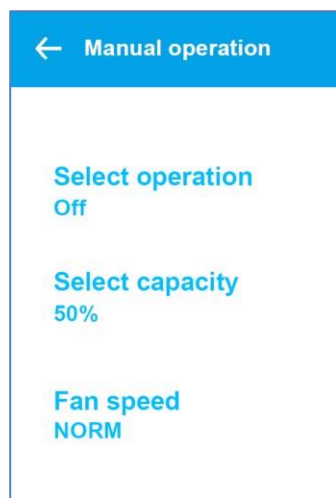 Manual operation
Select operation
Off
Select capacity
50%
Fan speed
NORM